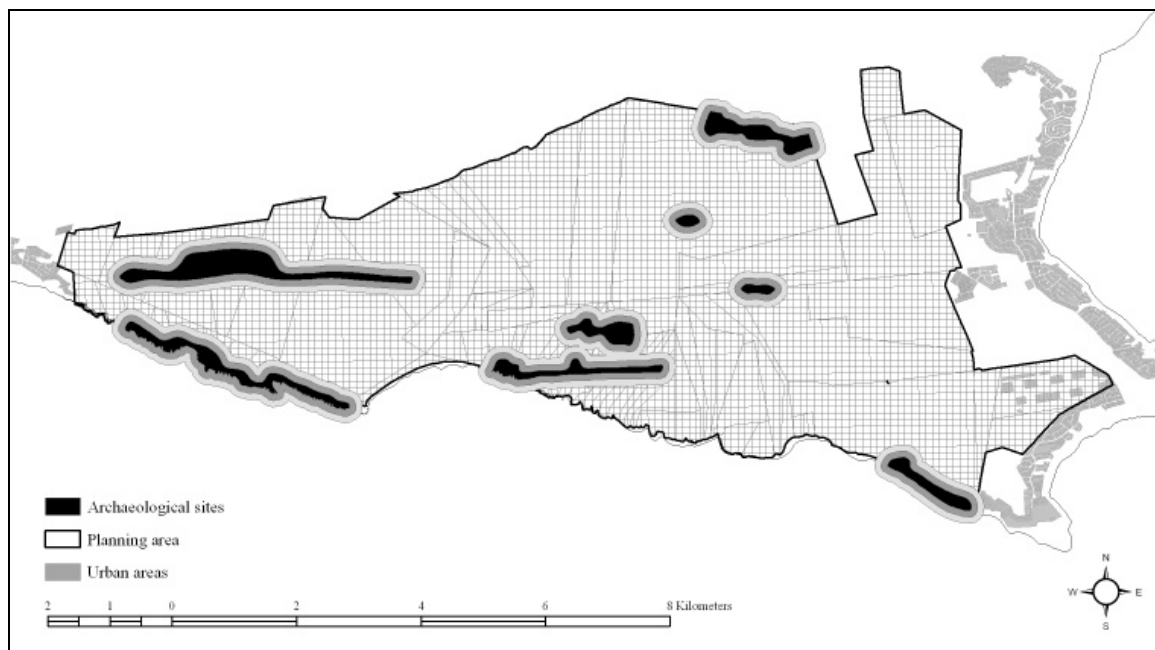 Archaeological sites
Planning area
Urban areas
2 1 0 2 4 6 8 Kilometers
N
W E
S